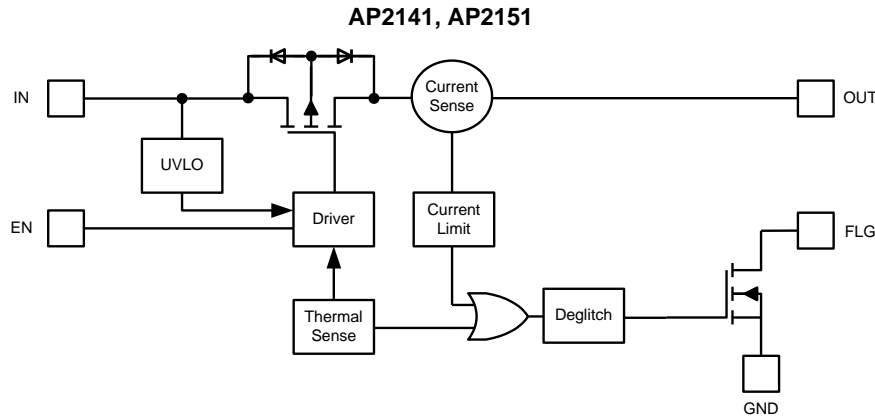 AP2141, AP2151
IN
Current
Sense
OUT
UVLO
EN
Driver
Current
Limit
FLG
Thermal
Sense
Deglitch
GND